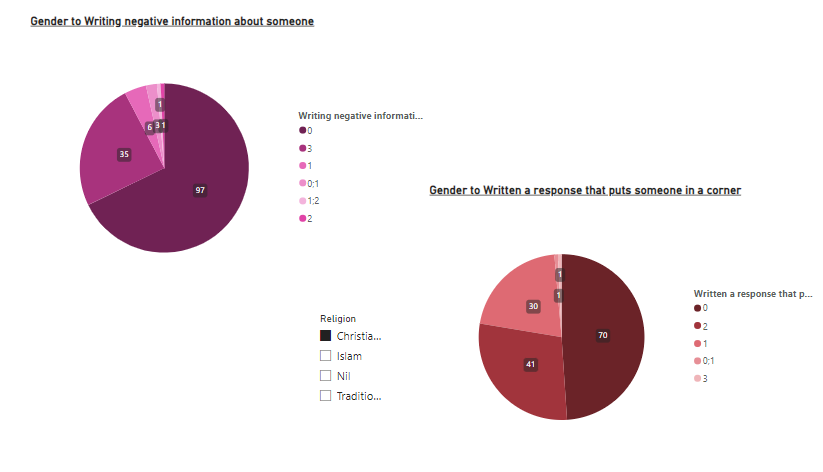 Gender to Writing negative information about someone
1
6
3
1
35
97
Writing negative informati...
0
3
1
0;1
1;2
2
Gender to Written a response that puts someone in a corner
1
1
30
70
41
Written a response that p...
0
2
1
0;1
3
Religion
Christia...
Islam
Nil
Traditio...